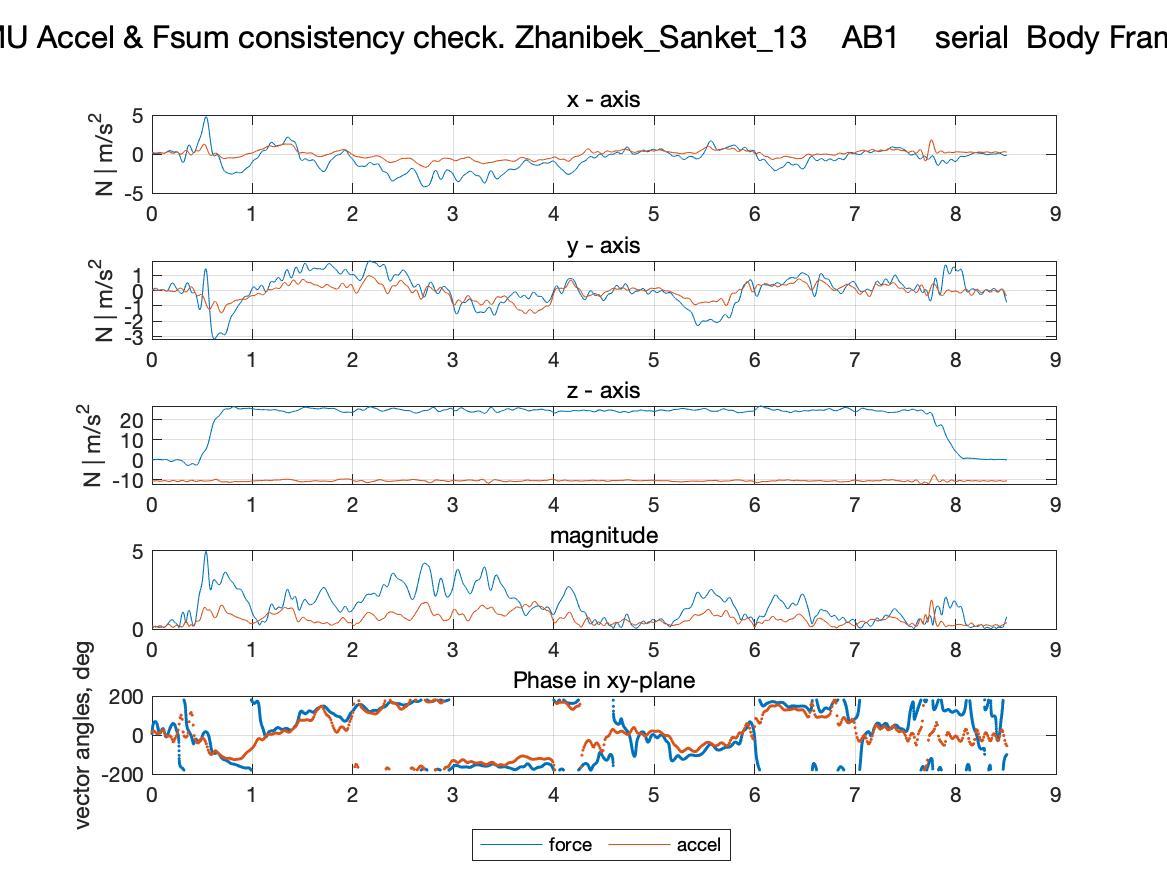 MU Accel & Fsum consistency check. Zhanibek_Sanket_13 AB1 serial Body Fram
x - axis
N | m/s²
5
0
-5
0 1 2 3 4 5 6 7 8 9
y - axis
N | m/s²
1
0
-1
-2
-3
0 1 2 3 4 5 6 7 8 9
z - axis
N | m/s²
20
10
0
-10
0 1 2 3 4 5 6 7 8 9
magnitude
5
0
0 1 2 3 4 5 6 7 8 9
Phase in xy-plane
vector angles, deg
200
0
-200
0 1 2 3 4 5 6 7 8 9
force accel